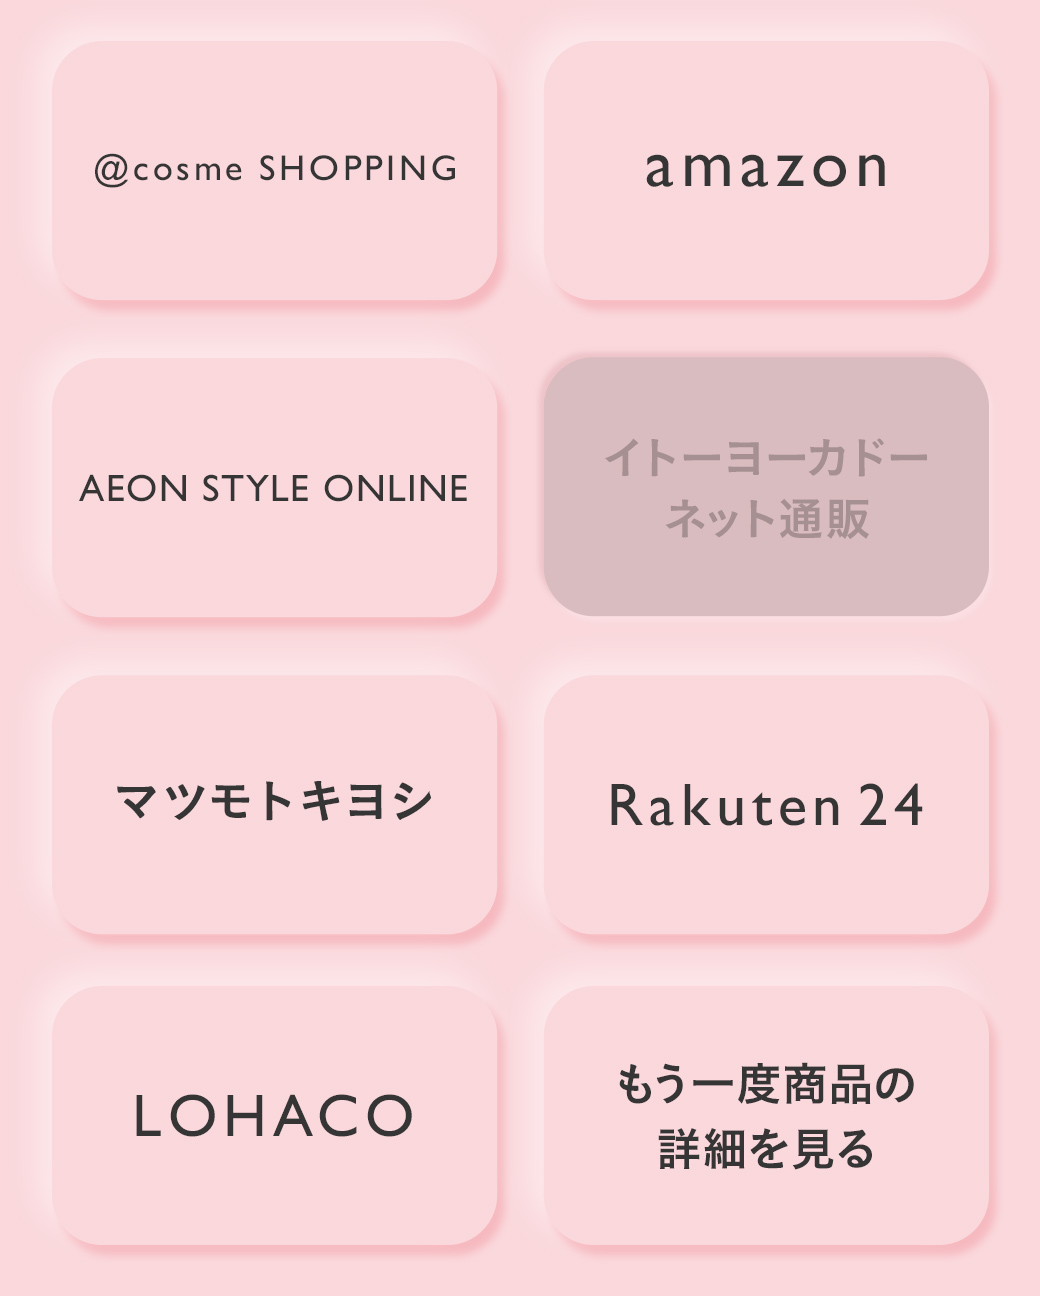 @cosme SHOPPING
amazon
AEON STYLE ONLINE
イトーヨーカドー
ネット通販
マツモトキヨシ
Rakuten 24
LOHACO
もう一度商品の
詳細を見る